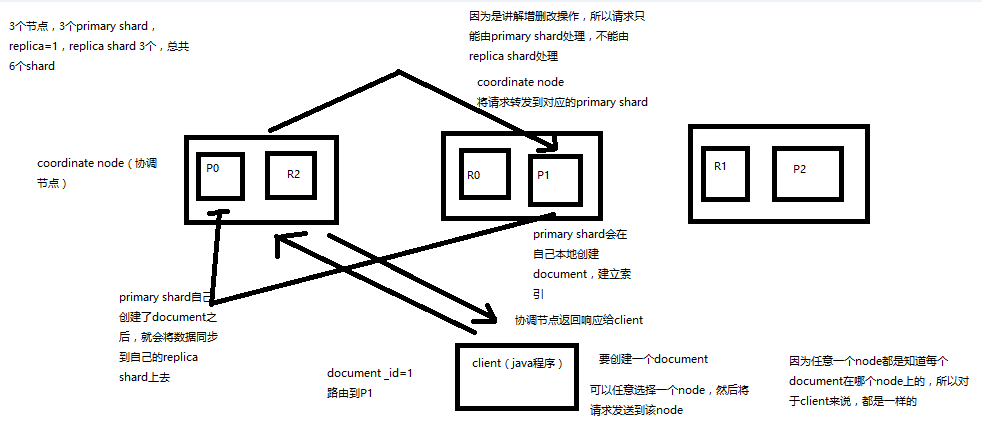 3个节点，3个primary shard，
replica=1，replica shard 3个，总共
6个shard
因为是讲解增删改操作，所以请求只
能由primary shard处理，不能由
replica shard处理
coordinate node
将请求转发到对应的primary shard
coordinate node（协调
节点）
P0
R2
R0
P1
R1
P2
primary shard会在
自己本地创建
document，建立索
引
primary shard自己
创建了document之
后，就会将数据同步
到自己的replica
shard上去
协调节点返回响应给client
document _id=1
路由到P1
client（java程序）
要创建一个document
可以任意选择一个node，然后将
请求发送到该node
因为任意一个node都是知道每个
document在哪个node上的，所以对
于client来说，都是一样的